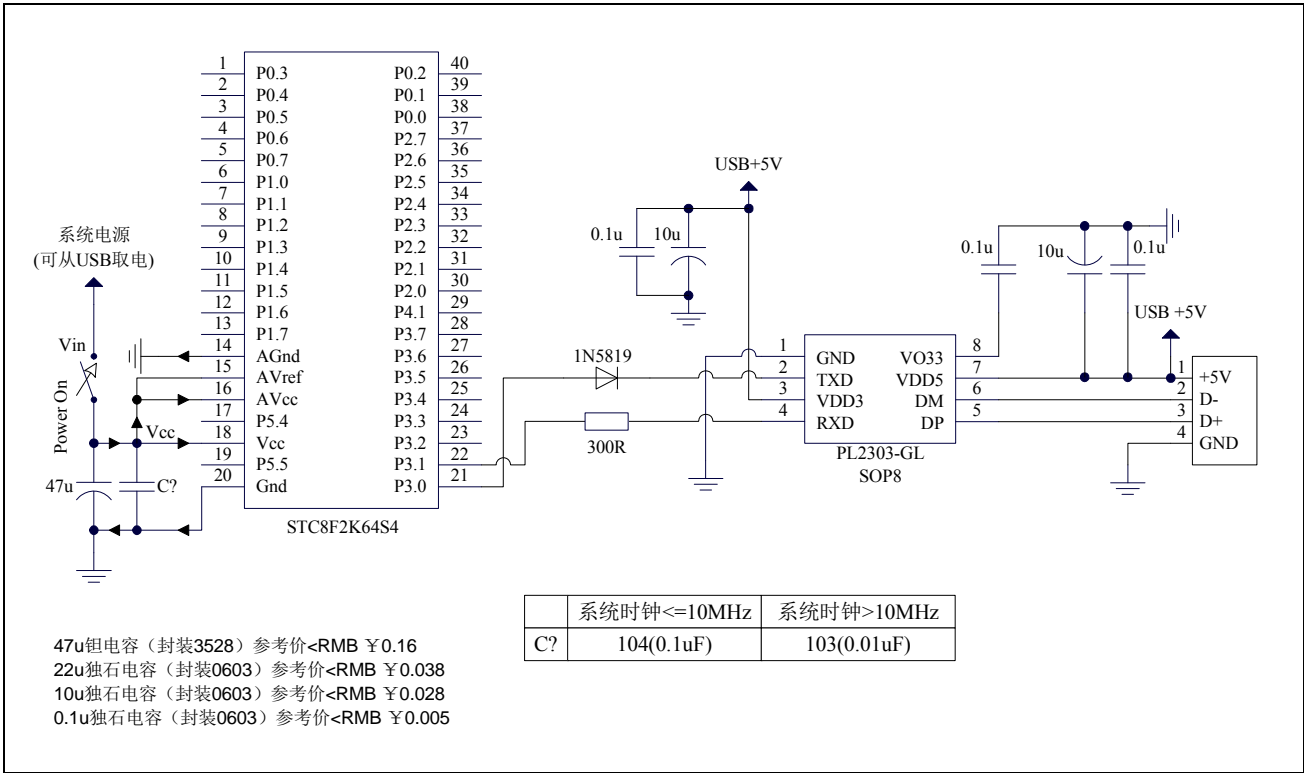 1 P0.3 P0.2 40
2 P0.4 P0.1 39
3 P0.5 P0.0 38
4 P0.6 P2.7 37
5 P0.7 P2.6 36
6 P1.0 P2.5 35
7 P1.1 P2.4 34
8 P1.2 P2.3 33
9 P1.3 P2.2 32
10 P1.4 P2.1 31
11 P1.5 P2.0 30
12 P1.6 P4.1 29
13 P1.7 P3.7 28
14 AGnd P3.6 27
15 AVref P3.5 26
16 AVcc P3.4 25
17 P5.4 P3.3 24
18 Vcc P3.2 23
19 P5.5 P3.1 22
20 Gnd P3.0 21
STC8F2K64S4
系统电源
(可从USB取电)
Vin
Power On
Vcc
47u
C?
USB+5V
0.1u
10u
1N5819
300R
1 GND VO33 8
2 TXD VDD5 7
3 VDD3 DM 6
4 RXD DP 5
PL2303-GL
SOP8
0.1u
10u
0.1u
USB +5V
1 +5V
2 D-
3 D+
4 GND
系统时钟<=10MHz 系统时钟>10MHz
C? 104(0.1uF) 103(0.01uF)
47u钽电容（封装3528）参考价<RMB ￥0.16
22u独石电容（封装0603）参考价<RMB ￥0.038
10u独石电容（封装0603）参考价<RMB ￥0.028
0.1u独石电容（封装0603）参考价<RMB ￥0.005